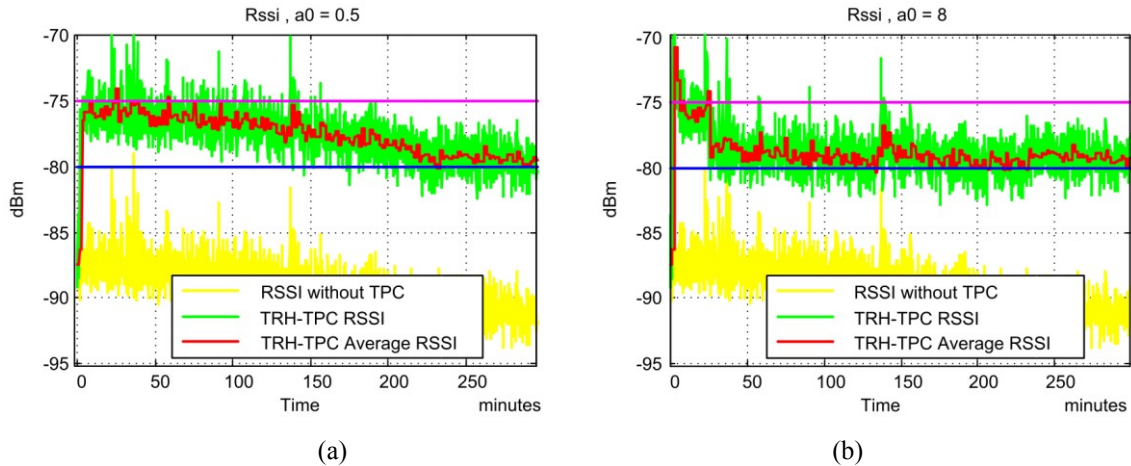 Rssi , a0 = 0.5
-70
-75
-80
dBm
-85
-90
-95
RSSI without TPC
TRH-TPC RSSI
TRH-TPC Average RSSI
0 50 100 150 200 250
Time minutes
(a)
Rssi , a0 = 8
-70
-75
-80
dBm
-85
-90
-95
RSSI without TPC
TRH-TPC RSSI
TRH-TPC Average RSSI
0 50 100 150 200 250
Time minutes
(b)